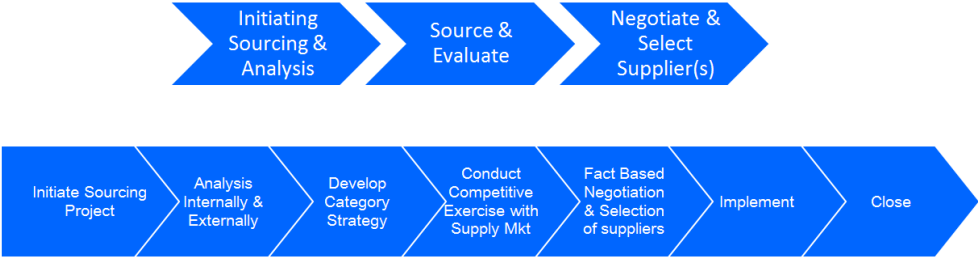 Initiating
Sourcing &
Analysis
Source &
Evaluate
Negotiate &
Select
Supplier(s)
Initiate Sourcing
Project
Analysis
Internally &
Externally
Develop
Category
Strategy
Conduct
Competitive
Exercise with
Supply Mkt
Fact Based
Negotiation
& Selection
of suppliers
Implement
Close